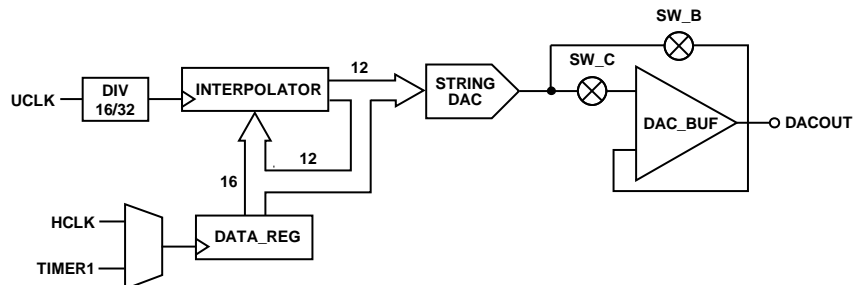 SW_B
SW_C
12
STRING
DAC
INTERPOLATOR
DIV
16/32
UCLK
DAC_BUF
DACOUT
12
16
HCLK
DATA_REG
TIMER1